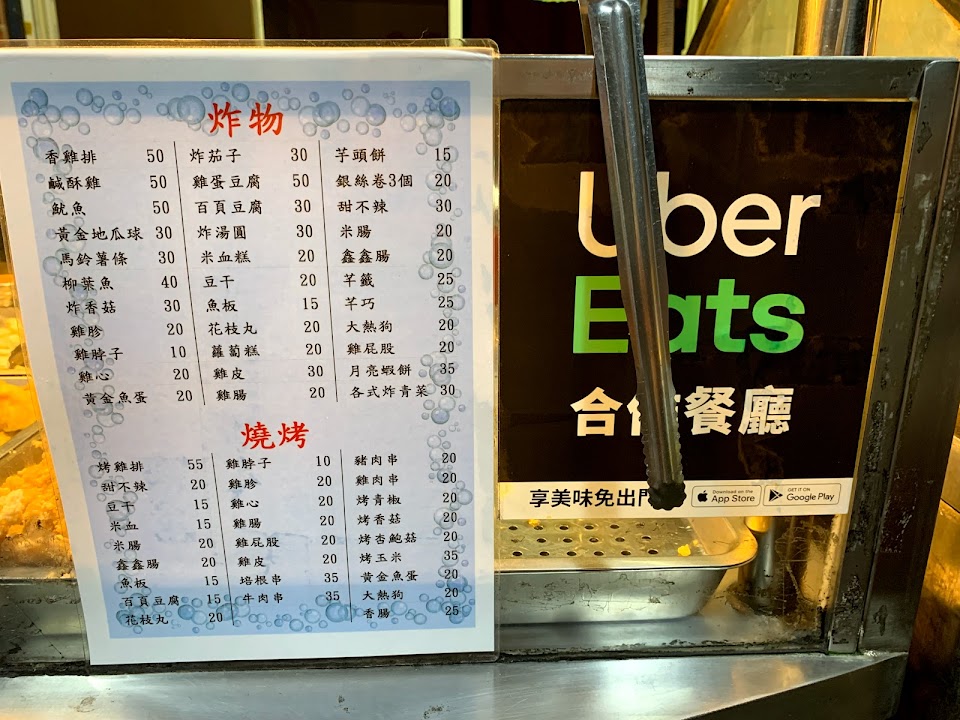 炸物
香雞排 50
鹹酥雞 50
魷魚 50
黃金地瓜球 30
馬鈴薯條 30
柳葉魚 40
炸香菇 30
雞胗 20
雞脖子 10
雞心 20
黃金魚蛋 20
炸茄子 30
雞蛋豆腐 50
百頁豆腐 30
炸湯圓 30
米血糕 20
豆干 20
魚板 15
花枝丸 20
蘿蔔糕 20
雞皮 30
雞腸 20
芋頭餅 15
銀絲卷3個 20
甜不辣 30
米腸 20
鑫鑫腸 20
芋籤 25
芋巧 25
大熱狗 20
雞屁股 20
月亮蝦餅 35
各式炸青菜 30
燒烤
烤雞排 55
甜不辣 20
豆干 15
米血 15
米腸 20
鑫鑫腸 20
魚板 15
百頁豆腐 15
花枝丸 20
雞脖子 10
雞胗 20
雞心 20
雞腸 20
雞屁股 20
雞皮 20
培根串 35
牛肉串 35
豬肉串 20
雞肉串 20
烤青椒 20
烤香菇 20
烤杏鮑菇 20
烤玉米 35
黃金魚蛋 20
大熱狗 20
香腸 25
Uber
Eats
合作餐廳
享美味免出門
Download on the
App Store
GET IT ON
Google Play